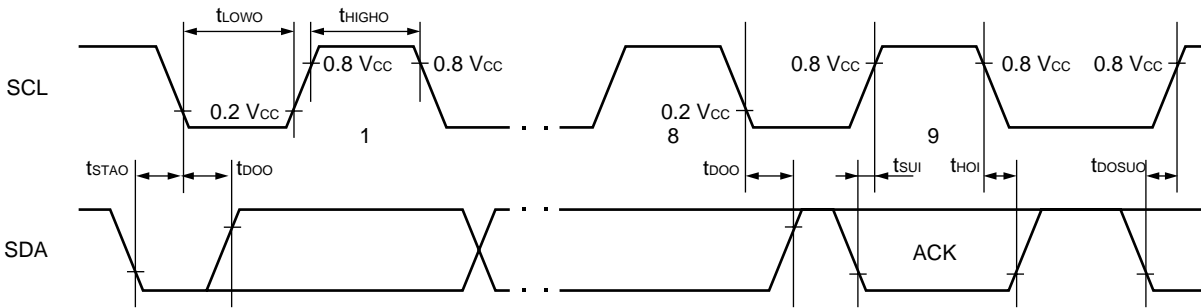 tLOWO tHIGHO
SCL 0.8 VCC 0.8 VCC 0.8 VCC 0.8 VCC 0.8 VCC
0.2 VCC 0.2 VCC
1 8 9
tSTAO tDOO tDOO tSUI tHOI tDOSUO
SDA ACK